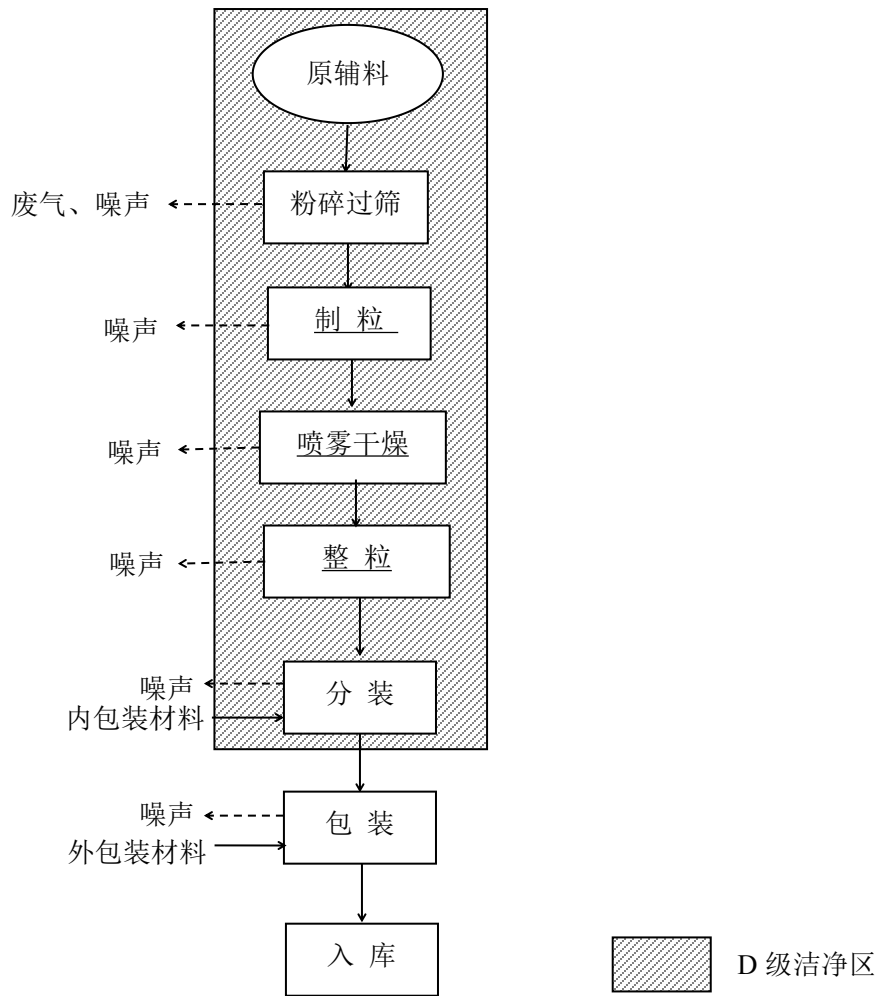 原辅料
废气、噪声
粉碎过筛
噪声
制 粒
噪声
喷雾干燥
噪声
整 粒
噪声
分 装
内包装材料
噪声
包 装
外包装材料
入 库
D 级洁净区